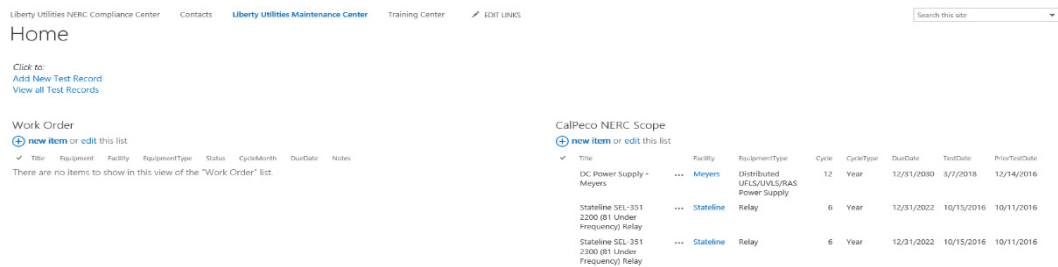 Liberty Utilities NERC Compliance Center Contacts Liberty Utilities Maintenance Center Training Center EDIT LINKS
Search this site
Home
Click to:
Add New Test Record
View all Test Records
Work Order
new item or edit this list
✓ Title Equipment Facility EquipmentType Status CycleMonth DueDate Notes
There are no items to show in this view of the "Work Order" list.
CalPeco NERC Scope
new item or edit this list
✓ Title Facility EquipmentType Cycle CycleType DueDate TestDate PriorTestDate
DC Power Supply - ... Meyers Distributed 12 Year 12/31/2030 3/7/2018 12/14/2016
Meyers UFLS/UVLS/RAS
Power Supply
Stateline SEL-351 ... Stateline Relay 6 Year 12/31/2022 10/15/2016 10/11/2016
2200 (81 Under
Frequency) Relay
Stateline SEL-351 ... Stateline Relay 6 Year 12/31/2022 10/15/2016 10/11/2016
2300 (81 Under
Frequency) Relay